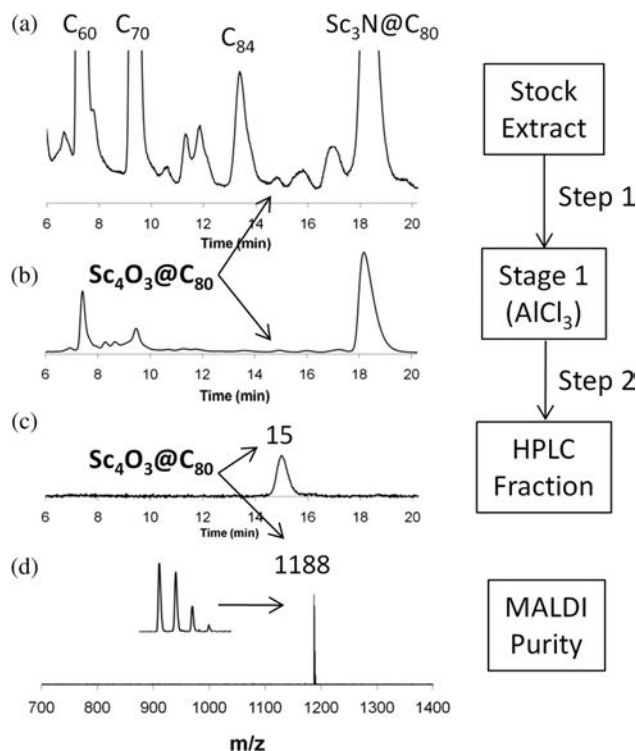 (a)
C60 C70 C84 Sc3N@C80
6 8 10 12 14 16 18 20
Time (min)
Stock
Extract
Step 1
(b)
Sc4O3@C80
6 8 10 12 14 16 18 20
Time (min)
Stage 1
(AlCl3)
Step 2
(c)
15
Sc4O3@C80
6 8 10 12 14 16 18 20
Time (min)
HPLC
Fraction
(d)
1188
700 800 900 1000 1100 1200 1300 1400
m/z
MALDI
Purity